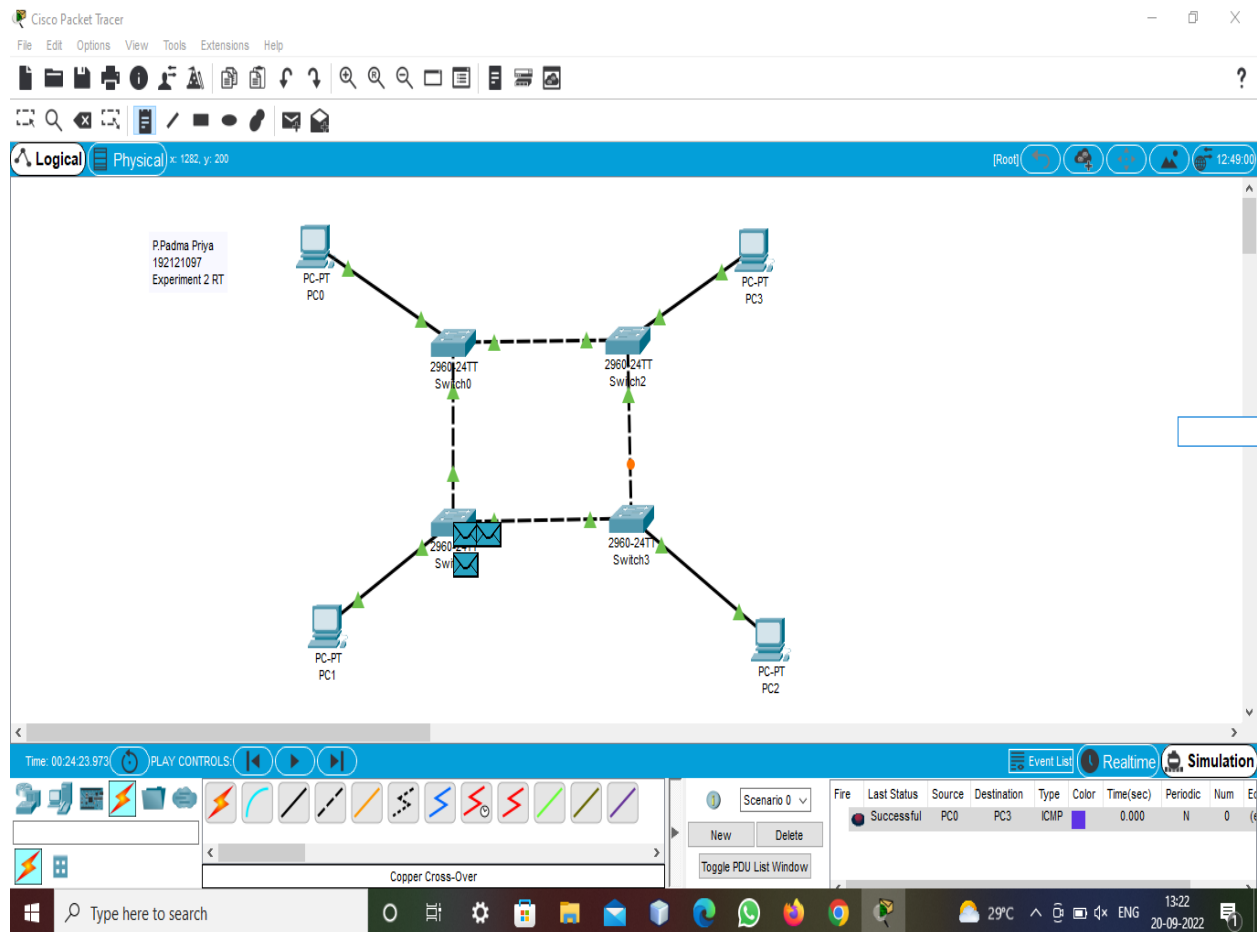 Cisco Packet Tracer
File Edit Options View Tools Extensions Help
?
Logical Physical x: 1282, y: 200 [Root] 12:49:00
P.Padma Priya
192121097
Experiment 2 RT
PC-PT
PC0
PC-PT
PC3
2960-24TT
Switch0
2960-24TT
Switch2
2960-24TT
Switch3
PC-PT
PC1
PC-PT
PC2
Time: 00:24:23.973 PLAY CONTROLS: Event List Realtime Simulation
Scenario 0
New Delete
Toggle PDU List Window
Fire Last Status Source Destination Type Color Time(sec) Periodic Num
Successful PC0 PC3 ICMP 0.000 N 0
Copper Cross-Over
Type here to search
29°C ENG
13:22
20-09-2022